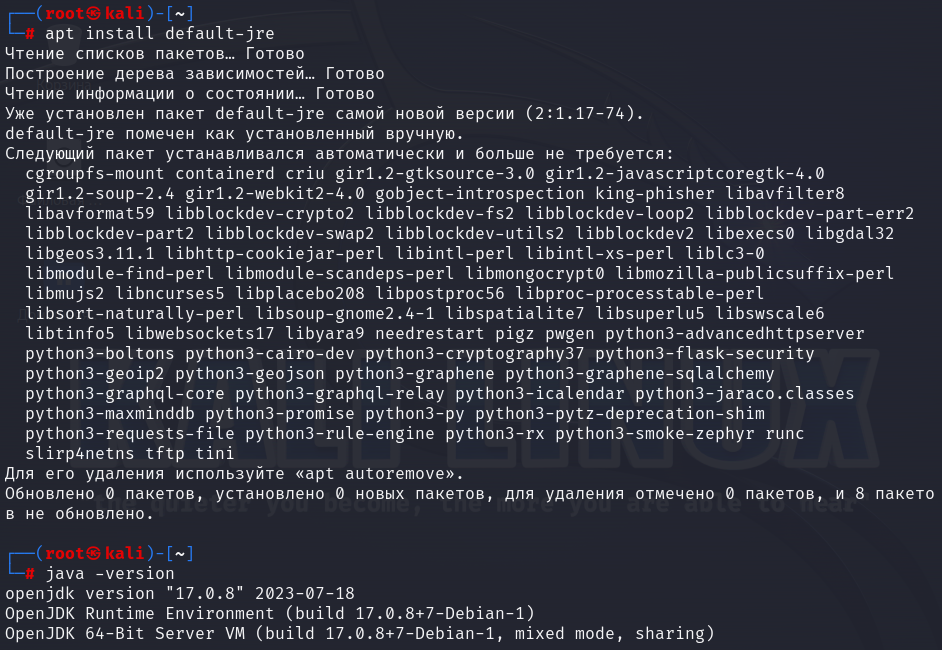 ┌──(root㉿kali)-[~]
└─# apt install default-jre
Чтение списков пакетов… Готово
Построение дерева зависимостей… Готово
Чтение информации о состоянии… Готово
Уже установлен пакет default-jre самой новой версии (2:1.17-74).
default-jre помечен как установленный вручную.
Следующий пакет устанавливался автоматически и больше не требуется:
  cgroupfs-mount containerd criu gir1.2-gtksource-3.0 gir1.2-javascriptcoregtk-4.0
  gir1.2-soup-2.4 gir1.2-webkit2-4.0 gobject-introspection king-phisher libavfilter8
  libavformat59 libblockdev-crypto2 libblockdev-fs2 libblockdev-loop2 libblockdev-part-err2
  libblockdev-part2 libblockdev-swap2 libblockdev-utils2 libblockdev2 libexecs0 libgdal32
  libgeos3.11.1 libhttp-cookiejar-perl libintl-perl libintl-xs-perl liblc3-0
  libmodule-find-perl libmodule-scandeps-perl libmongocrypt0 libmozilla-publicsuffix-perl
  libmujs2 libncurses5 libplacebo208 libpostproc56 libproc-processtable-perl
  libsort-naturally-perl libsoup-gnome2.4-1 libspatialite7 libsuperlu5 libswscale6
  libtinfo5 libwebsockets17 libyara9 needrestart pigz pwgen python3-advancedhttpserver
  python3-boltons python3-cairo-dev python3-cryptography37 python3-flask-security
  python3-geoip2 python3-geojson python3-graphene python3-graphene-sqlalchemy
  python3-graphql-core python3-graphql-relay python3-icalendar python3-jaraco.classes
  python3-maxminddb python3-promise python3-py python3-pytz-deprecation-shim
  python3-requests-file python3-rule-engine python3-rx python3-smoke-zephyr runc
  slirp4netns tftp tini
Для его удаления используйте «apt autoremove».
Обновлено 0 пакетов, установлено 0 новых пакетов, для удаления отмечено 0 пакетов, и 8 пакето
в не обновлено.
┌──(root㉿kali)-[~]
└─# java -version
openjdk version "17.0.8" 2023-07-18
OpenJDK Runtime Environment (build 17.0.8+7-Debian-1)
OpenJDK 64-Bit Server VM (build 17.0.8+7-Debian-1, mixed mode, sharing)
KALI LINUX
quieter you become, the more you are able to hear